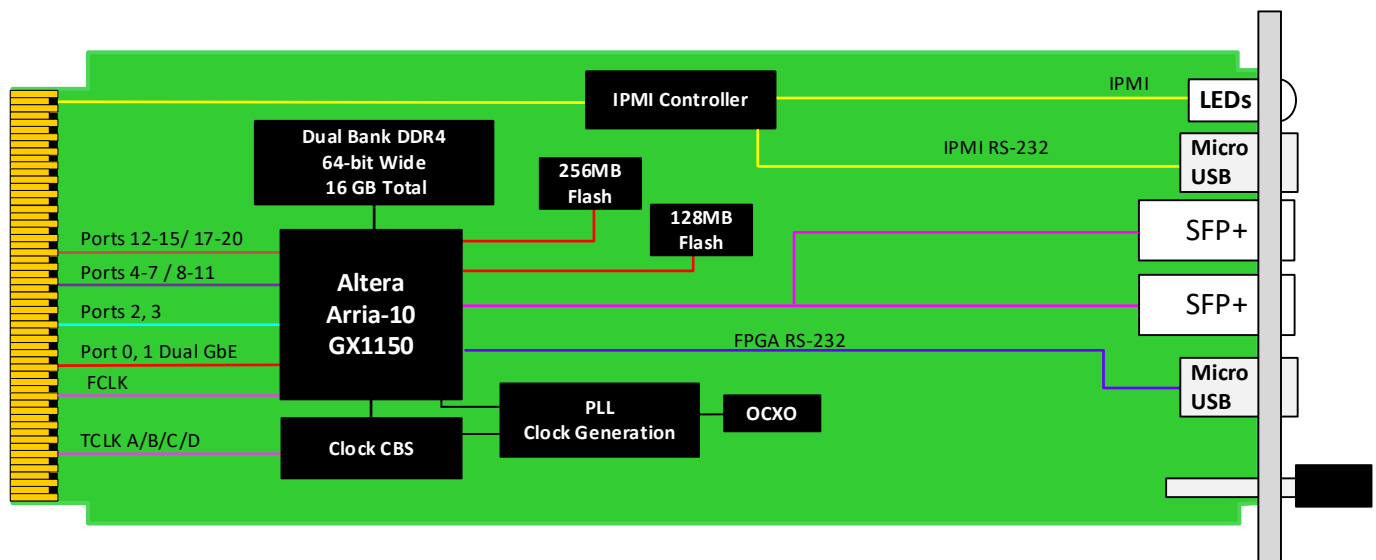 IPMI
IPMI Controller
LEDs
Dual Bank DDR4
64-bit Wide
16 GB Total
IPMI RS-232
Micro
USB
256MB
Flash
128MB
Flash
SFP+
Ports 12-15/ 17-20
Ports 4-7 / 8-11
Altera
Arria-10
GX1150
SFP+
Ports 2, 3
Port 0, 1 Dual GbE
FPGA RS-232
FCLK
Micro
USB
PLL
Clock Generation
OCXO
TCLK A/B/C/D
Clock CBS